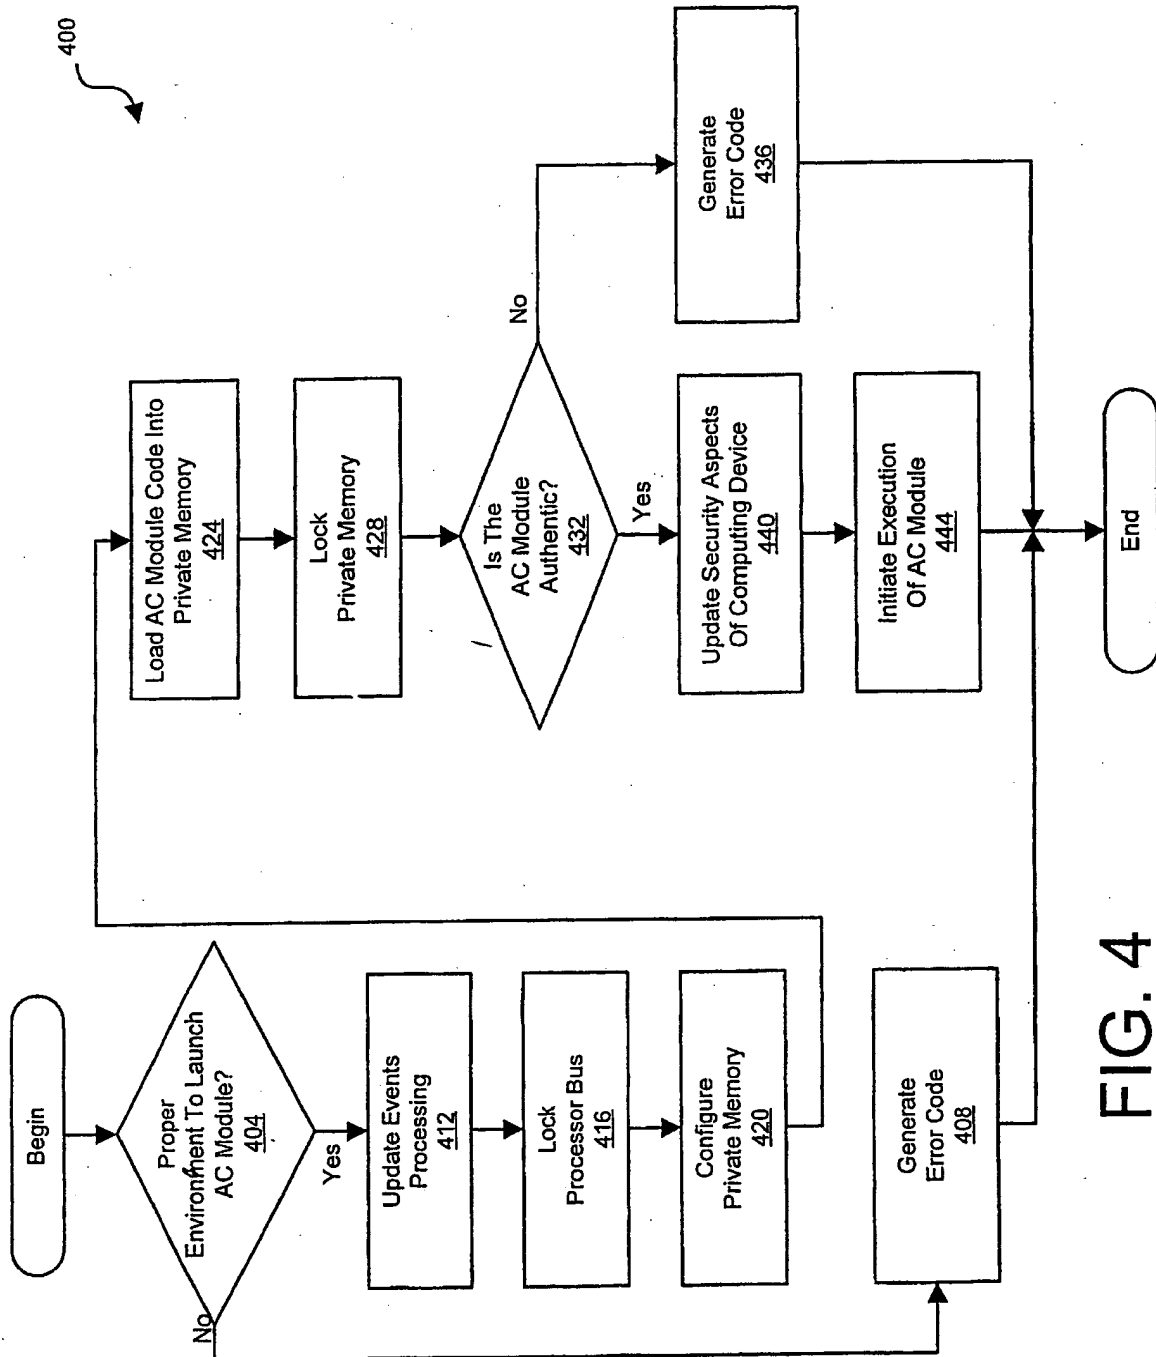 400
Begin
Proper
Environment To Launch
AC Module?
404
No
Yes
Update Events
Processing
412
Lock
Processor Bus
416
Configure
Private Memory
420
Generate
Error Code
408
Load AC Module Code Into
Private Memory
424
Lock
Private Memory
428
Is The
AC Module
Authentic?
432
No
Yes
Generate
Error Code
436
Update Security Aspects
Of Computing Device
440
Initiate Execution
Of AC Module
444
End
FIG. 4